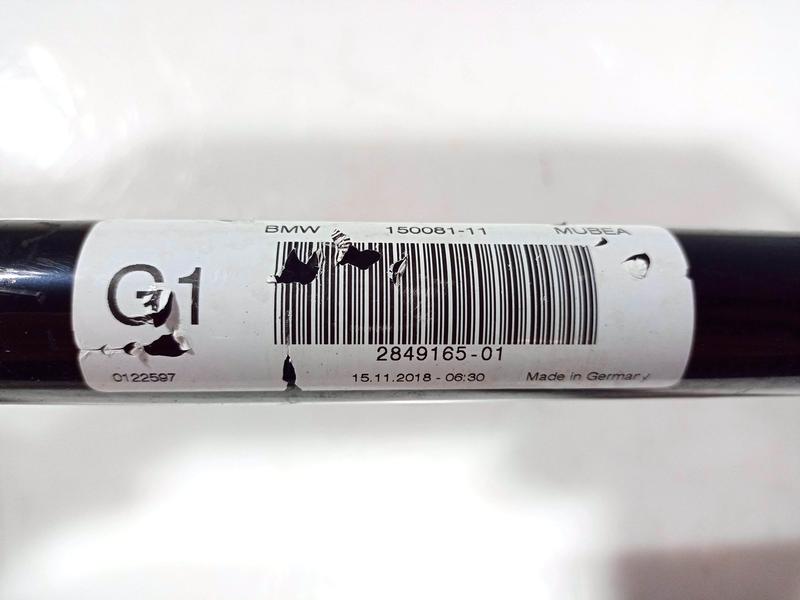 BMW 150081-11 MUBEA
G1
2849165-01
0122597 15.11.2018 - 06:30 Made in Germany